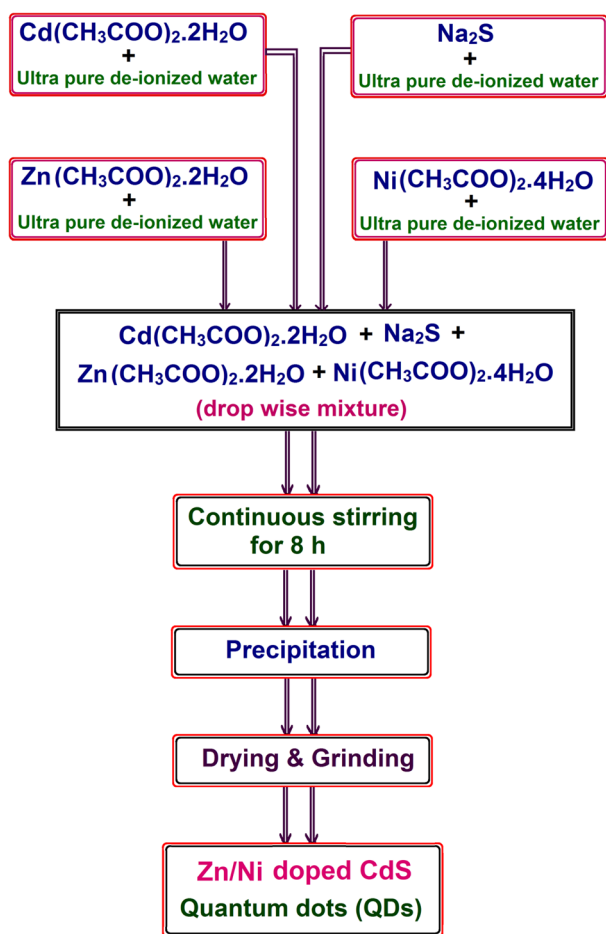 Cd(CH₃COO)₂.2H₂O
+
Ultra pure de-ionized water
Na₂S
+
Ultra pure de-ionized water
Zn(CH₃COO)₂.2H₂O
+
Ultra pure de-ionized water
Ni(CH₃COO)₂.4H₂O
+
Ultra pure de-ionized water
Cd(CH₃COO)₂.2H₂O + Na₂S +
Zn(CH₃COO)₂.2H₂O + Ni(CH₃COO)₂.4H₂O
(drop wise mixture)
Continuous stirring
for 8 h
Precipitation
Drying & Grinding
Zn/Ni doped CdS
Quantum dots (QDs)